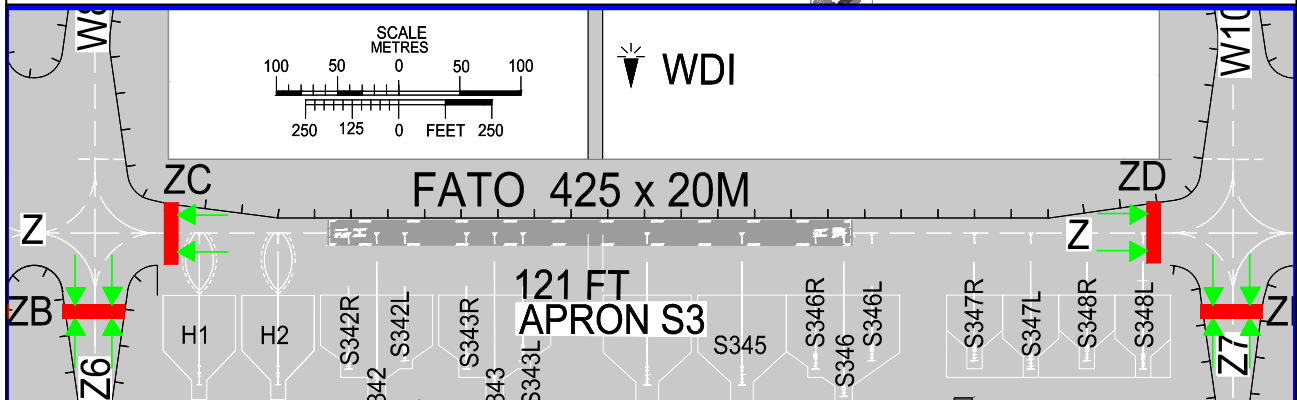 W8
W10
SCALE
METRES
100 50 0 50 100
250 125 0 FEET 250
WDI
ZC
FATO 425 x 20M
ZD
Z
Z
121 FT
APRON S3
ZB
H1
H2
S342R
S342L
S343R
S343L
S345
S346R
S346
S346L
S347R
S347L
S348R
S348L
Z6
Z7